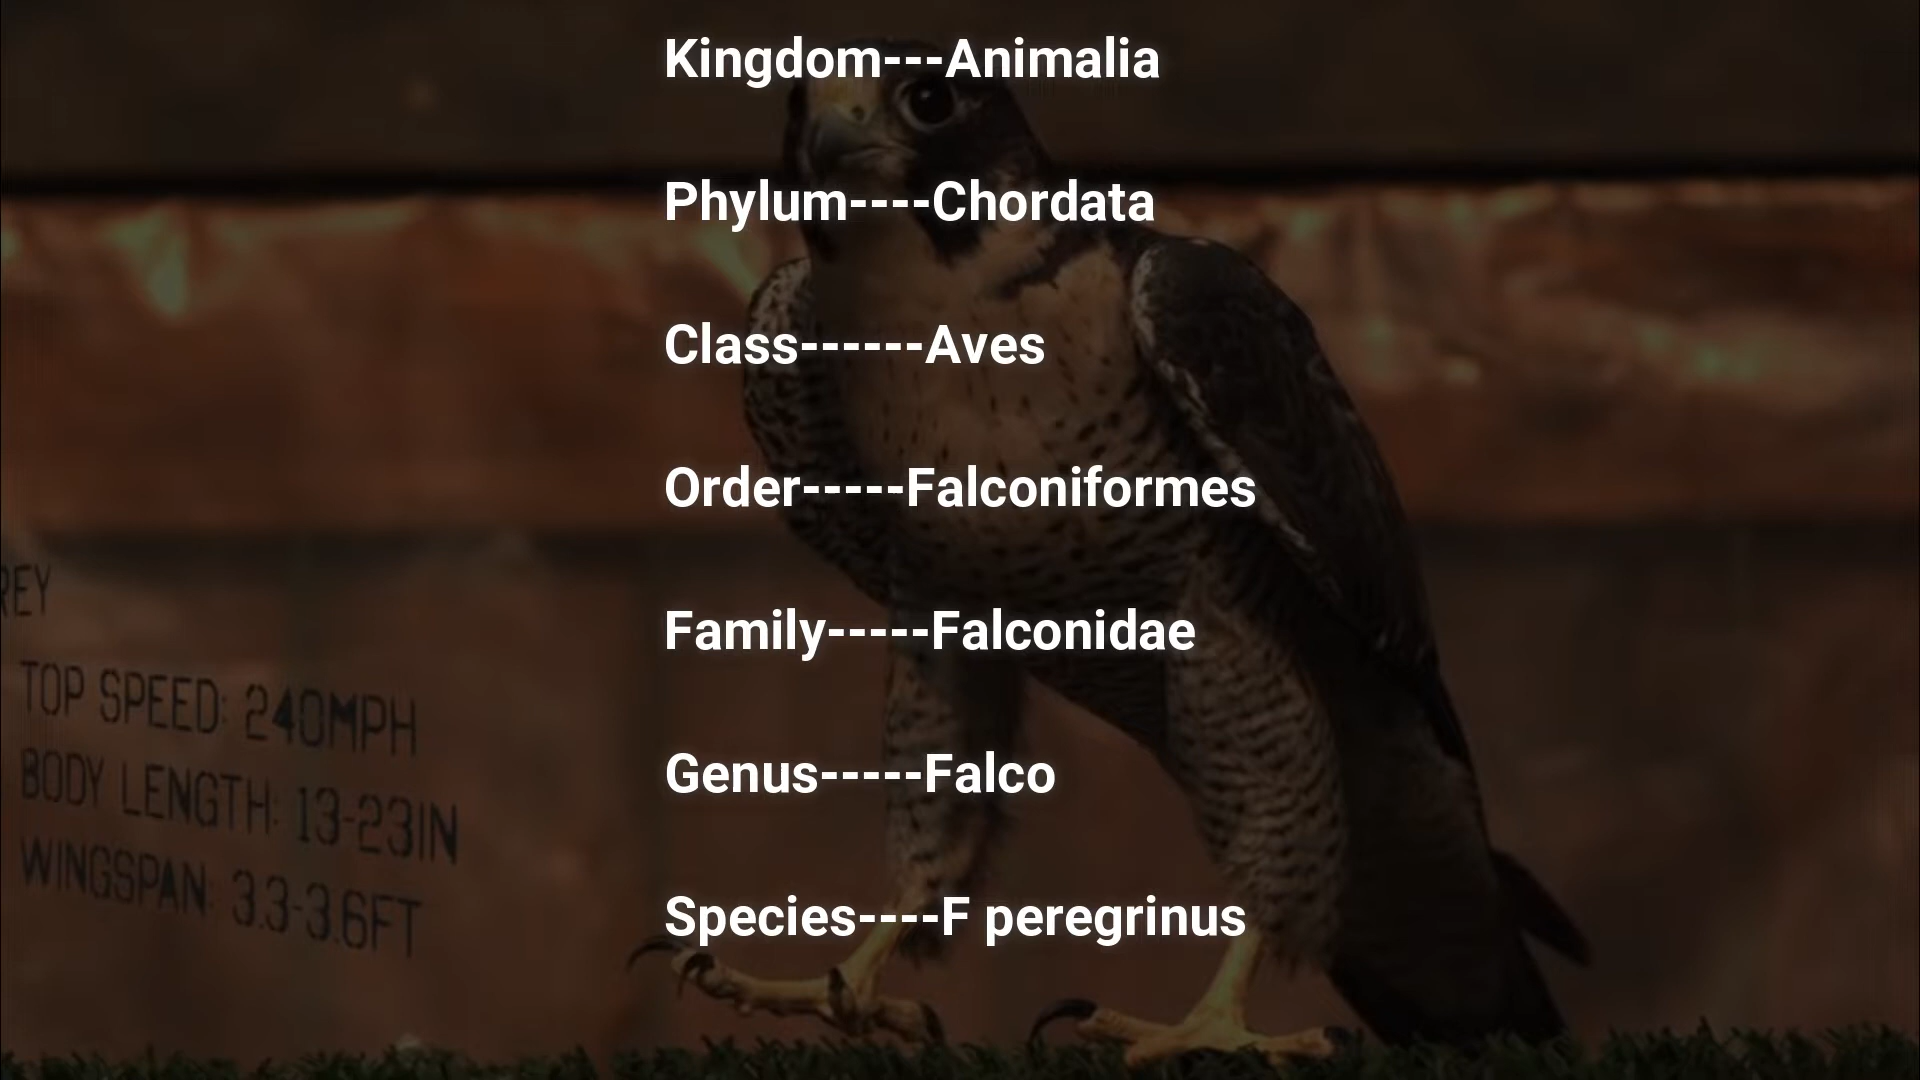 Kingdom---Animalia
Phylum----Chordata
Class------Aves
Order-----Falconiformes
Family-----Falconidae
Genus-----Falco
Species----F peregrinus
REY
TOP SPEED: 240MPH
BODY LENGTH: 13-23IN
WINGSPAN: 3.3-3.6FT